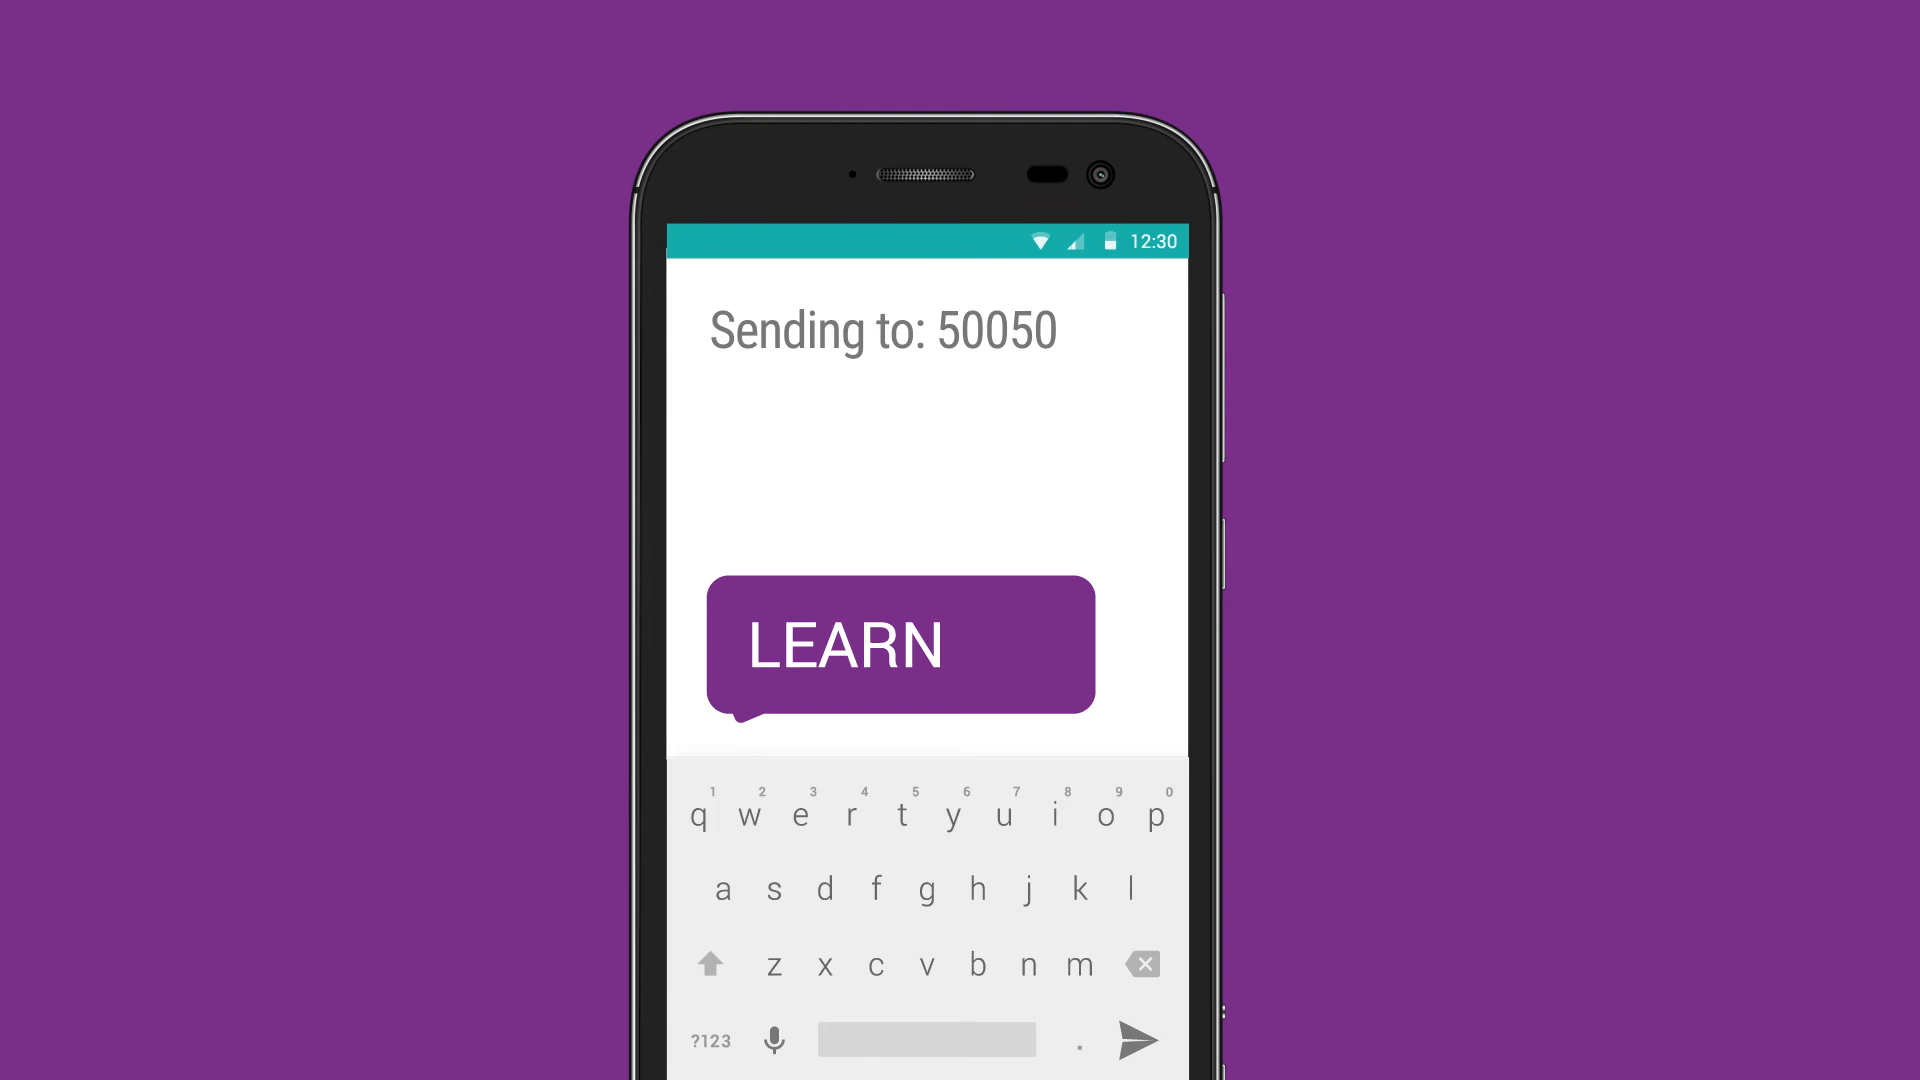 12:30
Sending to: 50050
LEARN
1 2 3 4 5 6 7 8 9 0
q w e r t y u i o p
a s d f g h j k l
z x c v b n m
?123 .